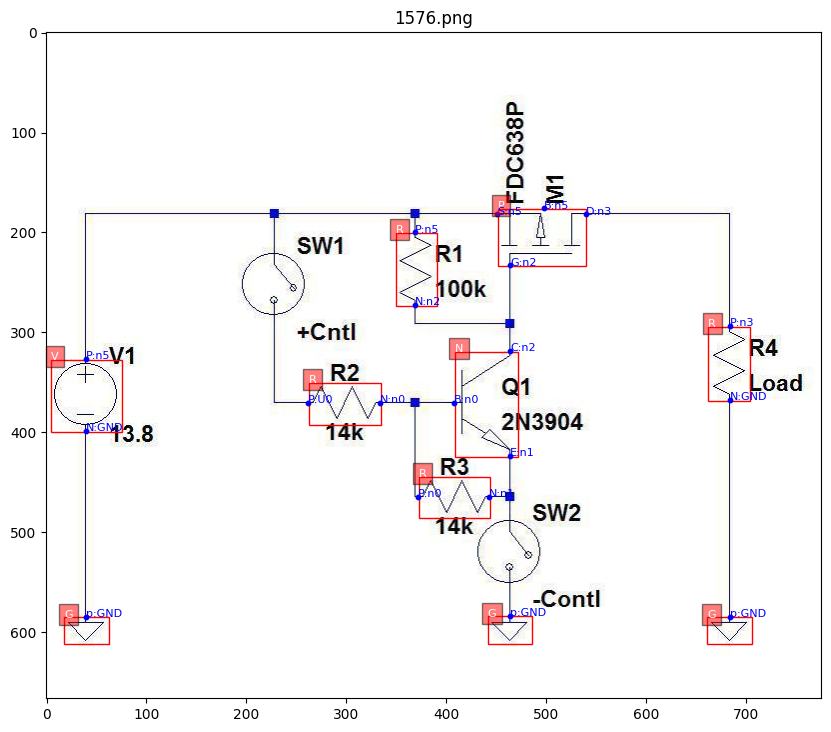 1576.png
0
100
200
300
400
500
600
0
100
200
300
400
500
600
700
FDC638P
M1
P
S:n5
B:n5
D:n3
G:n2
SW1
+Cntl
R
P:n5
R1
100k
N:n2
V
P:n5
V1
N:GND
13.8
R
R2
P:U0
N:n0
14k
N
C:n2
Q1
2N3904
B:n0
E:n1
R
R3
P:n0
N:n1
14k
SW2
-Contl
R
P:n3
R4
Load
N:GND
G
p:GND
G
p:GND
G
p:GND